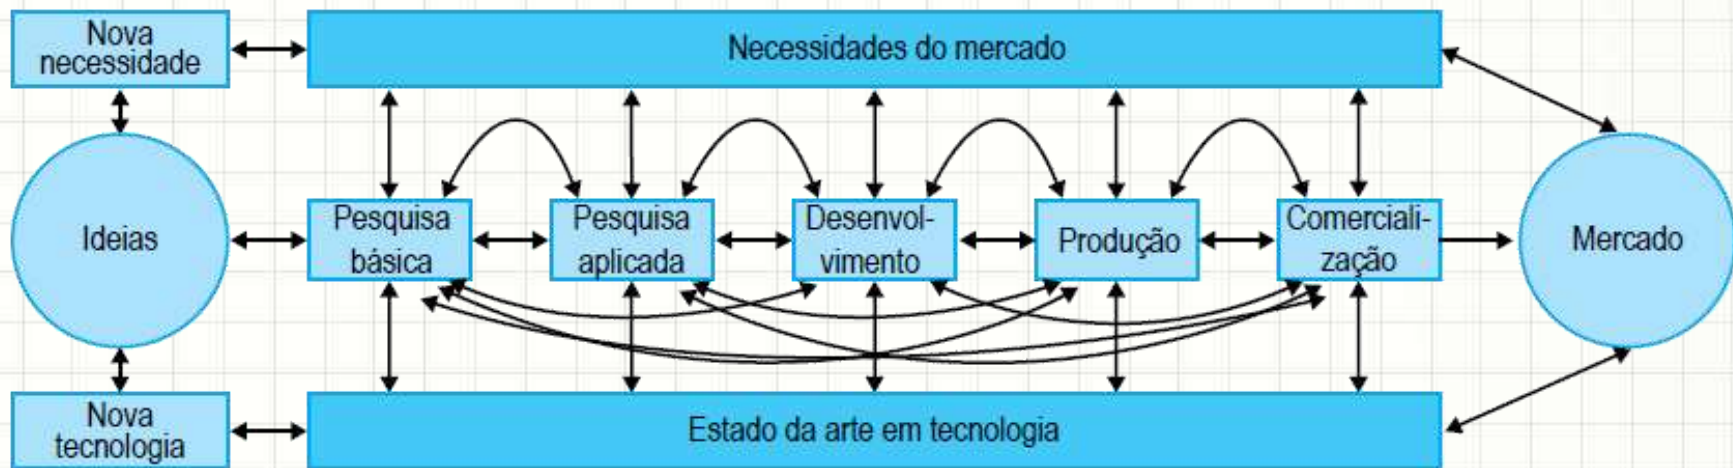 Nova
necessidade
Necessidades do mercado
Ideias
Pesquisa
básica
Pesquisa
aplicada
Desenvol-
vimento
Produção
Comerciali-
zação
Mercado
Nova
tecnologia
Estado da arte em tecnologia